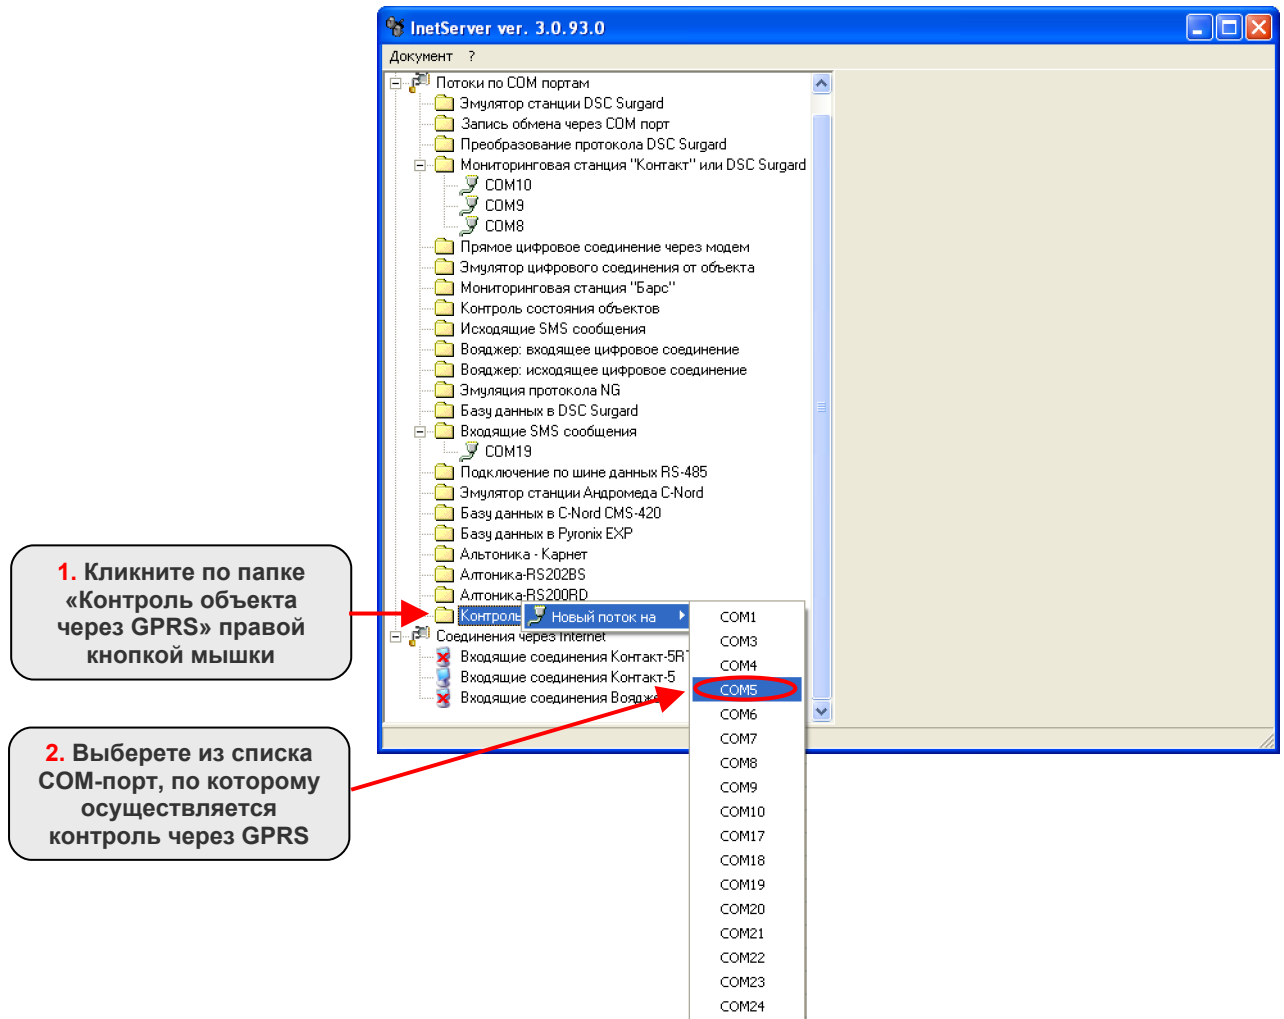 InetServer ver. 3.0.93.0
Документ ?
Потоки по COM портам
Эмулятор станции DSC Surgard
Запись обмена через COM порт
Преобразование протокола DSC Surgard
Мониторинговая станция "Контакт" или DSC Surgard
COM10
COM9
COM8
Прямое цифровое соединение через модем
Эмулятор цифрового соединения от объекта
Мониторинговая станция "Барс"
Контроль состояния объектов
Исходящие SMS сообщения
Вояджер: входящее цифровое соединение
Вояджер: исходящее цифровое соединение
Эмуляция протокола NG
Базу данных в DSC Surgard
Входящие SMS сообщения
COM19
Подключение по шине данных RS-485
Эмулятор станции Андромеда C-Nord
Базу данных в C-Nord CMS-420
Базу данных в Pyronix EXP
Альтоника - Карнет
Алтоника-RS202BS
Алтоника-RS200RD
Контроль
Новый поток на
Соединения через Internet
Входящие соединения Контакт-5RT
Входящие соединения Контакт-5
Входящие соединения Вояджер
COM1
COM3
COM4
COM5
COM6
COM7
COM8
COM9
COM10
COM17
COM18
COM19
COM20
COM21
COM22
COM23
COM24
1. Кликните по папке
«Контроль объекта
через GPRS» правой
кнопкой мышки
2. Выберете из списка
COM-порт, по которому
осуществляется
контроль через GPRS